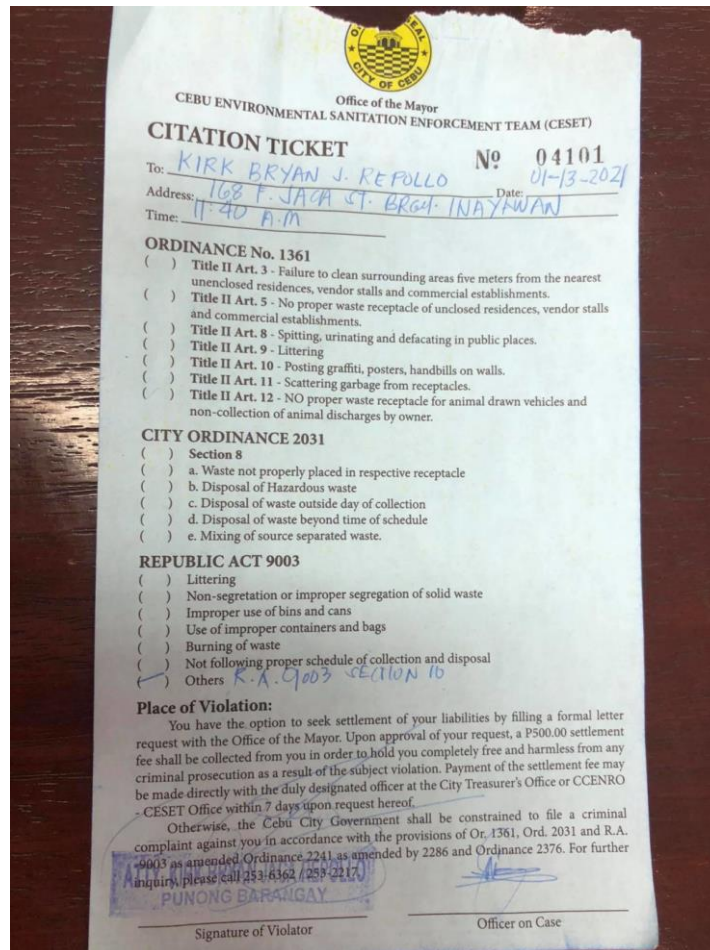 SEAL
CITY OF CEBU
Office of the Mayor
CEBU ENVIRONMENTAL SANITATION ENFORCEMENT TEAM (CESET)
CITATION TICKET
Nº 04101
To: KIRK BRYAN J. REPOLLO
Date: 01-13-2021
Address: 168 F. JACA ST. BRGY. INAYAWAN
Time: 11:40 A.M
ORDINANCE No. 1361
( ) Title II Art. 3 - Failure to clean surrounding areas five meters from the nearest
unenclosed residences, vendor stalls and commercial establishments.
( ) Title II Art. 5 - No proper waste receptacle of unclosed residences, vendor stalls
and commercial establishments.
( ) Title II Art. 8 - Spitting, urinating and defacating in public places.
( ) Title II Art. 9 - Littering
( ) Title II Art. 10 - Posting graffiti, posters, handbills on walls.
( ) Title II Art. 11 - Scattering garbage from receptacles.
( ) Title II Art. 12 - NO proper waste receptacle for animal drawn vehicles and
non-collection of animal discharges by owner.
CITY ORDINANCE 2031
( ) Section 8
( ) a. Waste not properly placed in respective receptacle
( ) b. Disposal of Hazardous waste
( ) c. Disposal of waste outside day of collection
( ) d. Disposal of waste beyond time of schedule
( ) e. Mixing of source separated waste.
REPUBLIC ACT 9003
( ) Littering
( ) Non-segretation or improper segregation of solid waste
( ) Improper use of bins and cans
( ) Use of improper containers and bags
( ) Burning of waste
( ) Not following proper schedule of collection and disposal
(✓) Others R.A. 9003 SECTION 10
Place of Violation:
You have the option to seek settlement of your liabilities by filling a formal letter
request with the Office of the Mayor. Upon approval of your request, a P500.00 settlement
fee shall be collected from you in order to hold you completely free and harmless from any
criminal prosecution as a result of the subject violation. Payment of the settlement fee may
be made directly with the duly designated officer at the City Treasurer's Office or CCENRO
- CESET Office within 7 days upon request hereof.
Otherwise, the Cebu City Government shall be constrained to file a criminal
complaint against you in accordance with the provisions of Or. 1361, Ord. 2031 and R.A.
9003 as amended Ordinance 2241 as amended by 2286 and Ordinance 2376. For further
inquiry, please call 253-6362 / 253-2217.
ATTY. KIRK BRYAN REPOLLO
PUNONG BARANGAY
Signature of Violator
Officer on Case